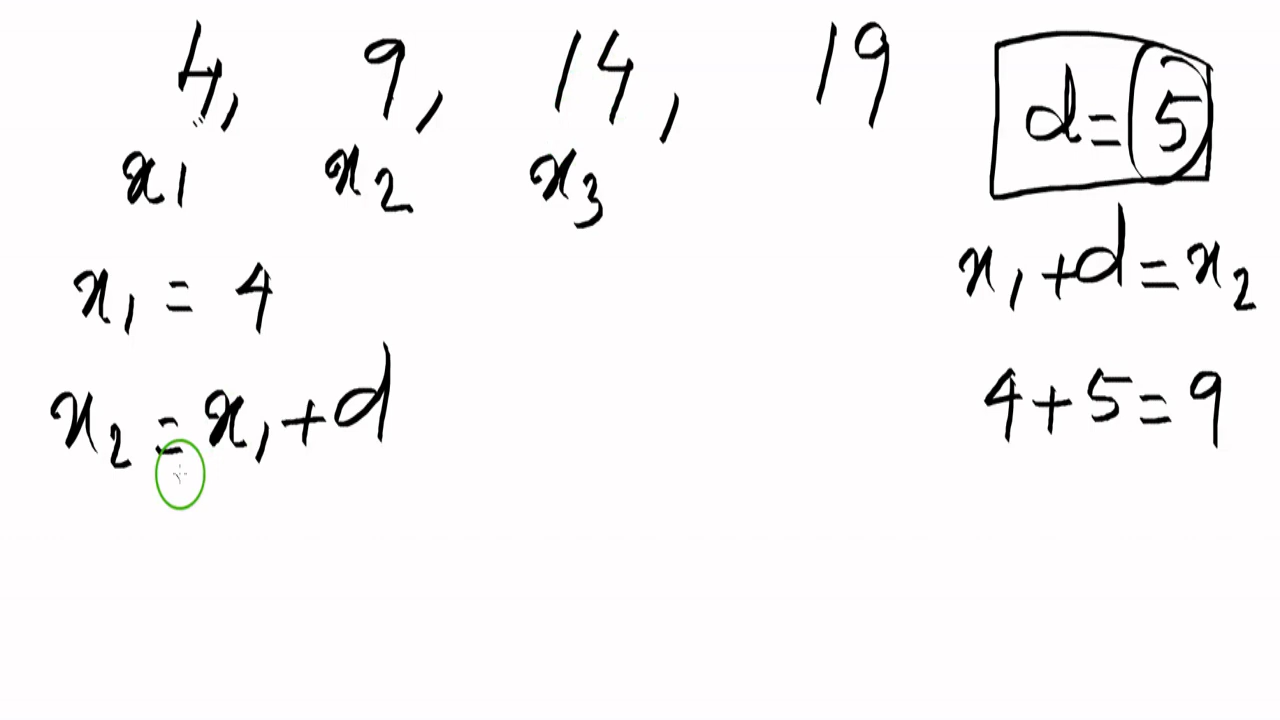 4, 9, 14, 19
x1 x2 x3
x1 = 4
x2 = x1 + d
d = 5
x1 + d = x2
4 + 5 = 9